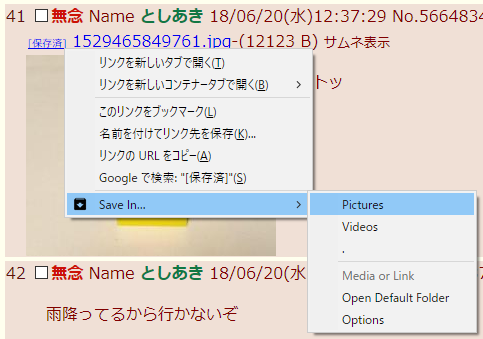 41 無念 Name としあき 18/06/20(水)12:37:29 No.5664834
[保存済] 1529465849761.jpg-(12123 B) サムネ表示
リンクを新しいタブで開く(T)
リンクを新しいコンテナータブで開く(B)
トッ
このリンクをブックマーク(L)
名前を付けてリンク先を保存(K)...
リンクの URL をコピー(A)
Google で検索: "[保存済]"(S)
Save In...
Pictures
Videos
.
Media or Link
Open Default Folder
Options
42 無念 Name としあき 18/06/20(水
雨降ってるから行かないぞ